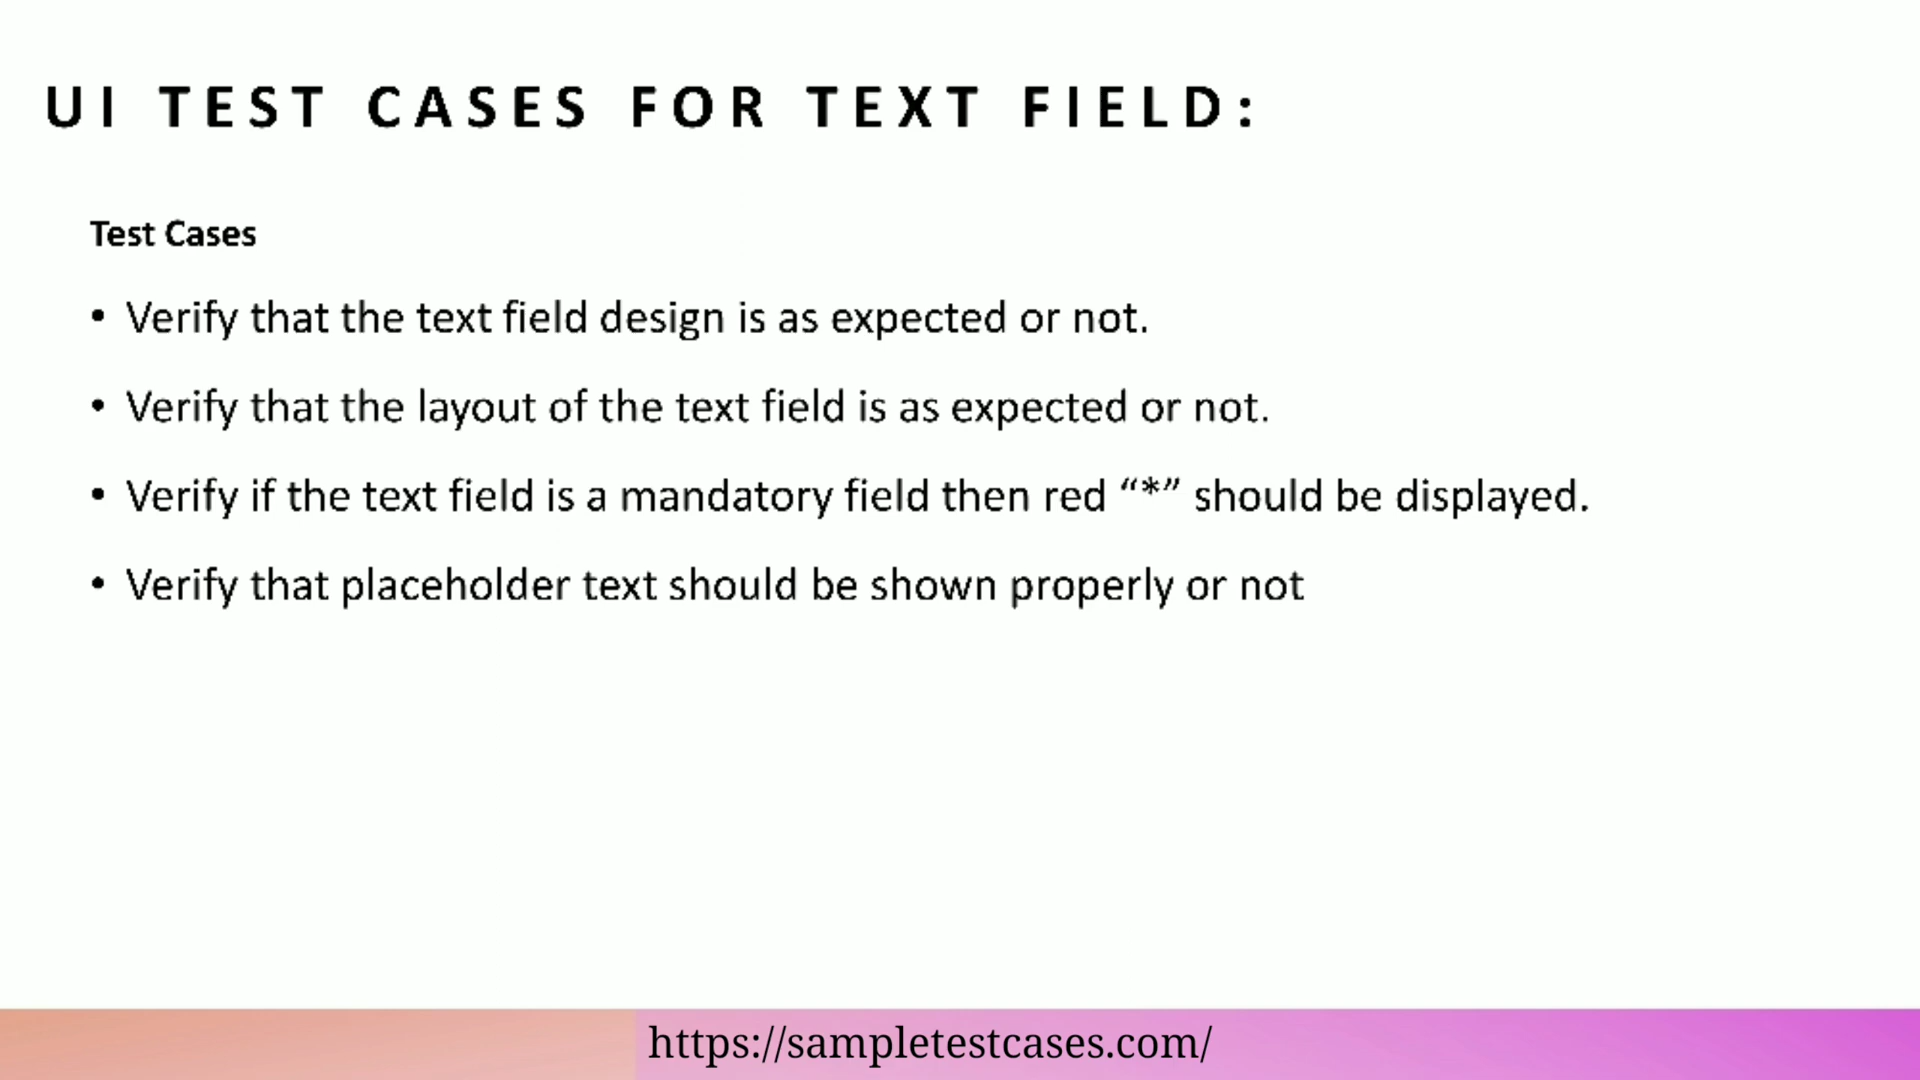 UI TEST CASES FOR TEXT FIELD:
Test Cases
• Verify that the text field design is as expected or not.
• Verify that the layout of the text field is as expected or not.
• Verify if the text field is a mandatory field then red “*” should be displayed.
• Verify that placeholder text should be shown properly or not
https://sampletestcases.com/